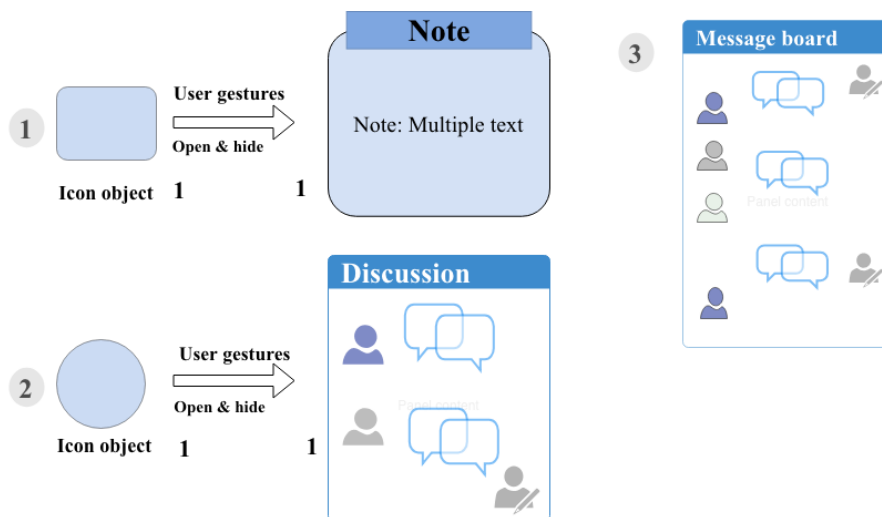 1
Icon object
User gestures
Open & hide
1
1
Note
Note: Multiple text
2
Icon object
User gestures
Open & hide
1
1
Discussion
Panel content
3
Message board
Panel content